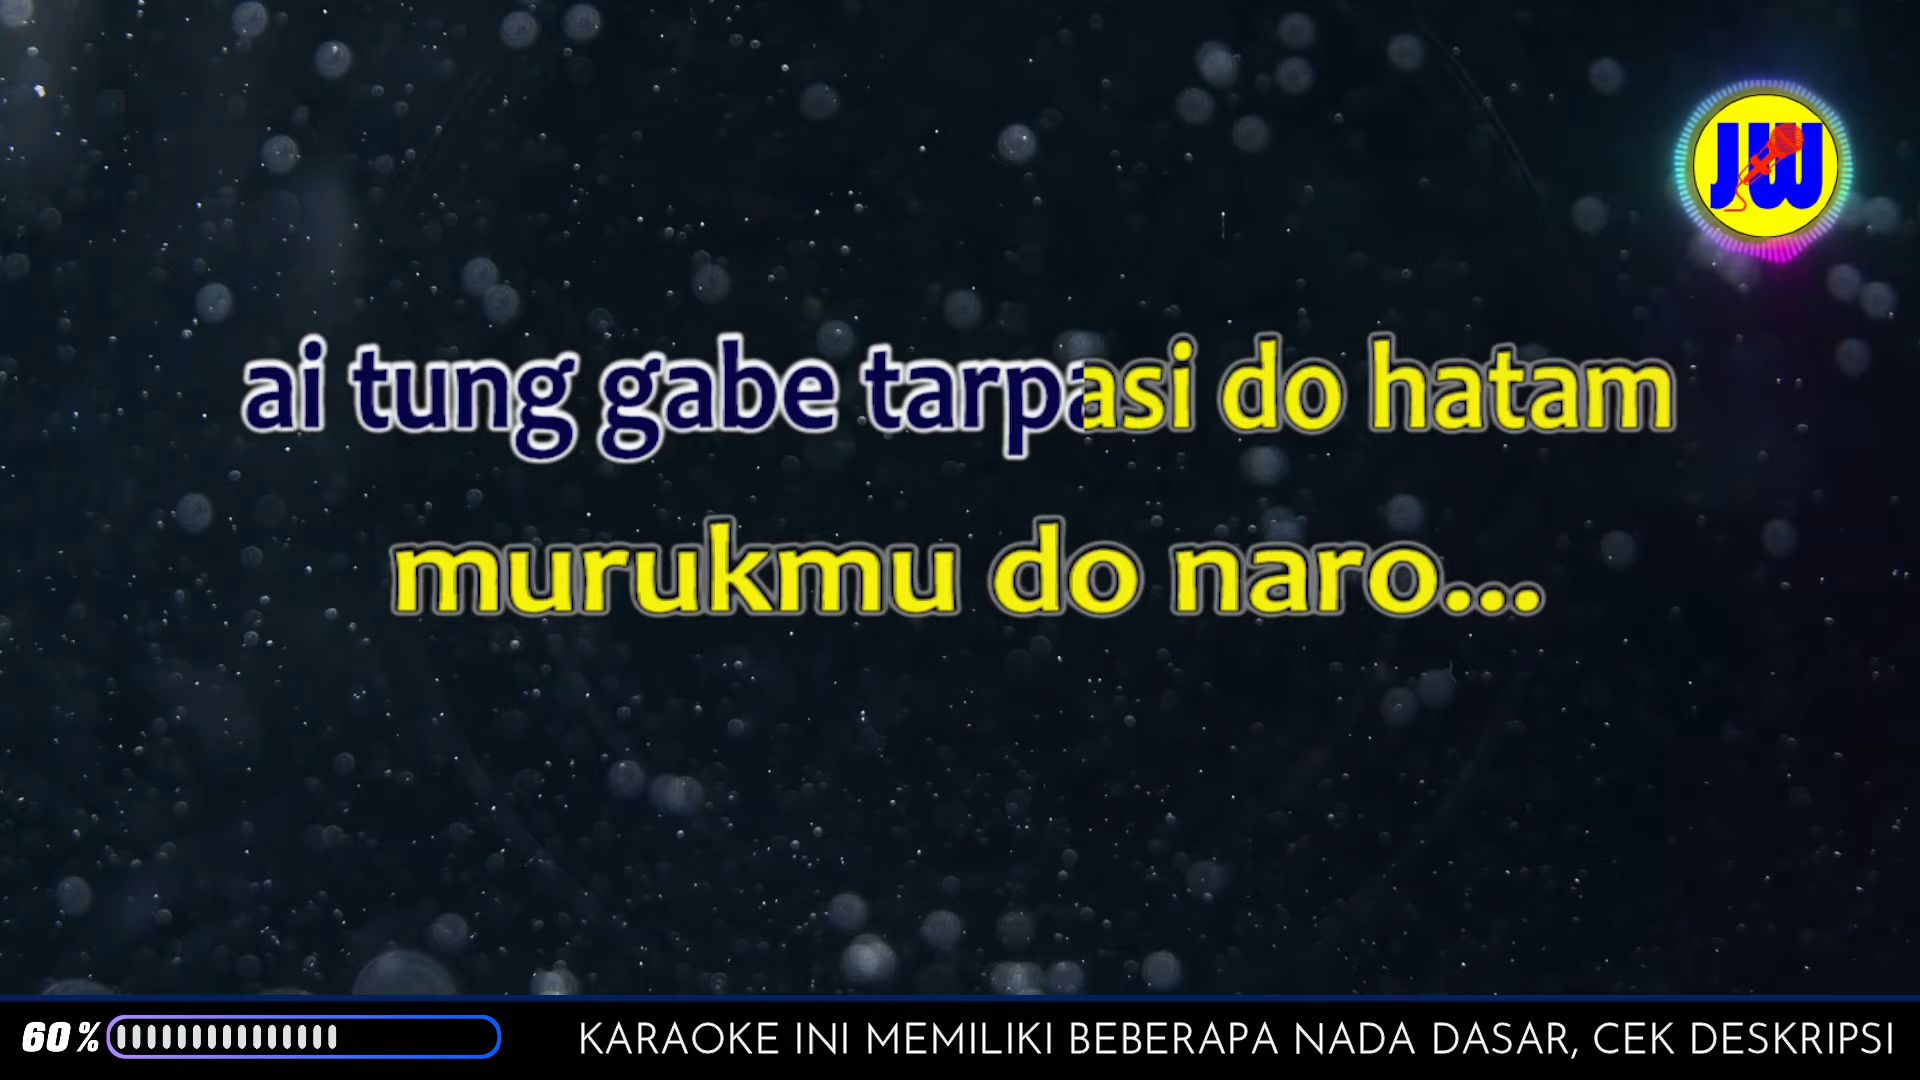 JW
ai tung gabe tarpasi do hatam
murukmu do naro...
60%
KARAOKE INI MEMILIKI BEBERAPA NADA DASAR, CEK DESKRIPSI